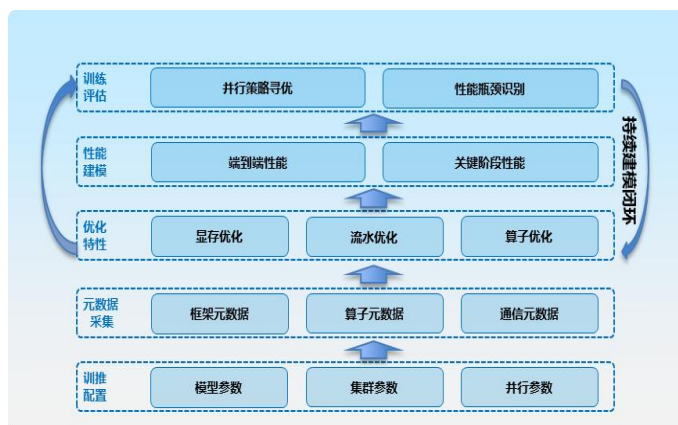 训练
评估
并行策略寻优
性能瓶颈识别
性能
建模
端到端性能
关键阶段性能
优化
特性
显存优化
流水优化
算子优化
元数据
采集
框架元数据
算子元数据
通信元数据
训推
配置
模型参数
集群参数
并行参数
持续建模闭环